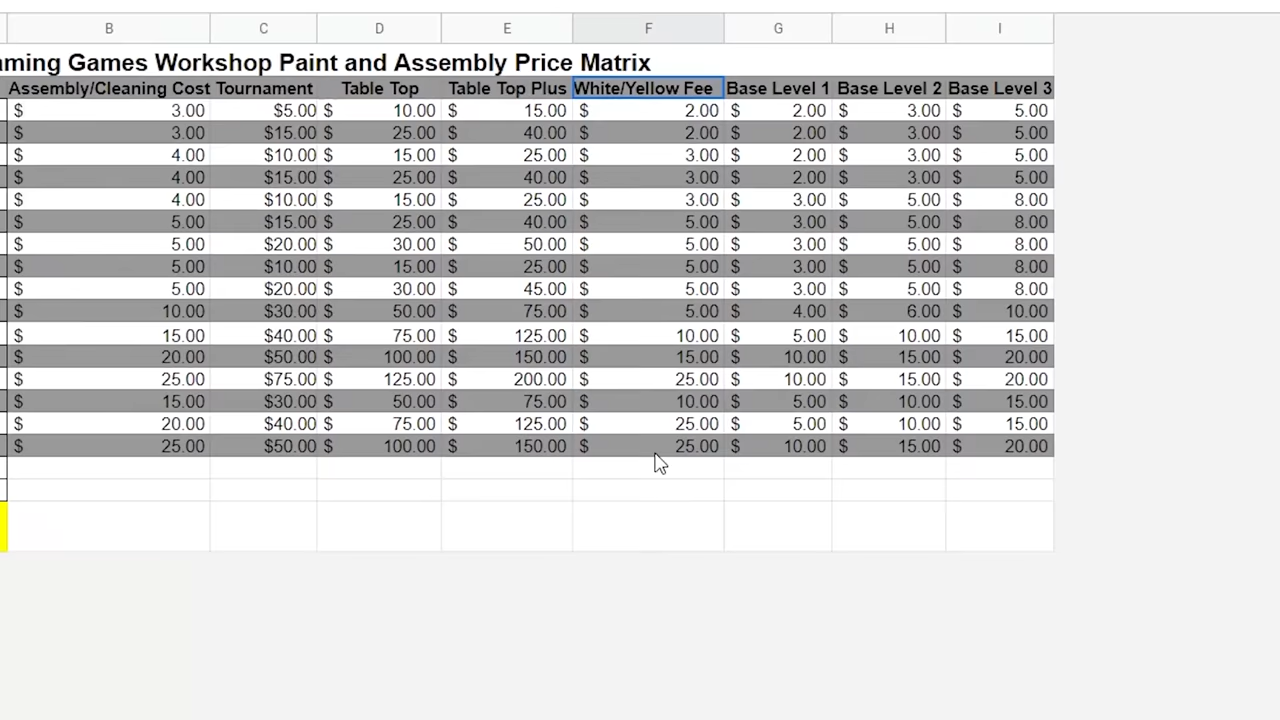 B C D E F G H I
aming Games Workshop Paint and Assembly Price Matrix
Assembly/Cleaning Cost Tournament Table Top Table Top Plus White/Yellow Fee Base Level 1 Base Level 2 Base Level 3
$ 3.00 $5.00 $ 10.00 $ 15.00 $ 2.00 $ 2.00 $ 3.00 $ 5.00
$ 3.00 $15.00 $ 25.00 $ 40.00 $ 2.00 $ 2.00 $ 3.00 $ 5.00
$ 4.00 $10.00 $ 15.00 $ 25.00 $ 3.00 $ 2.00 $ 3.00 $ 5.00
$ 4.00 $15.00 $ 25.00 $ 40.00 $ 3.00 $ 2.00 $ 3.00 $ 5.00
$ 4.00 $10.00 $ 15.00 $ 25.00 $ 3.00 $ 3.00 $ 5.00 $ 8.00
$ 5.00 $15.00 $ 25.00 $ 40.00 $ 5.00 $ 3.00 $ 5.00 $ 8.00
$ 5.00 $20.00 $ 30.00 $ 50.00 $ 5.00 $ 3.00 $ 5.00 $ 8.00
$ 5.00 $10.00 $ 15.00 $ 25.00 $ 5.00 $ 3.00 $ 5.00 $ 8.00
$ 5.00 $20.00 $ 30.00 $ 45.00 $ 5.00 $ 3.00 $ 5.00 $ 8.00
$ 10.00 $30.00 $ 50.00 $ 75.00 $ 5.00 $ 4.00 $ 6.00 $ 10.00
$ 15.00 $40.00 $ 75.00 $ 125.00 $ 10.00 $ 5.00 $ 10.00 $ 15.00
$ 20.00 $50.00 $ 100.00 $ 150.00 $ 15.00 $ 10.00 $ 15.00 $ 20.00
$ 25.00 $75.00 $ 125.00 $ 200.00 $ 25.00 $ 10.00 $ 15.00 $ 20.00
$ 15.00 $30.00 $ 50.00 $ 75.00 $ 10.00 $ 5.00 $ 10.00 $ 15.00
$ 20.00 $40.00 $ 75.00 $ 125.00 $ 25.00 $ 5.00 $ 10.00 $ 15.00
$ 25.00 $50.00 $ 100.00 $ 150.00 $ 25.00 $ 10.00 $ 15.00 $ 20.00